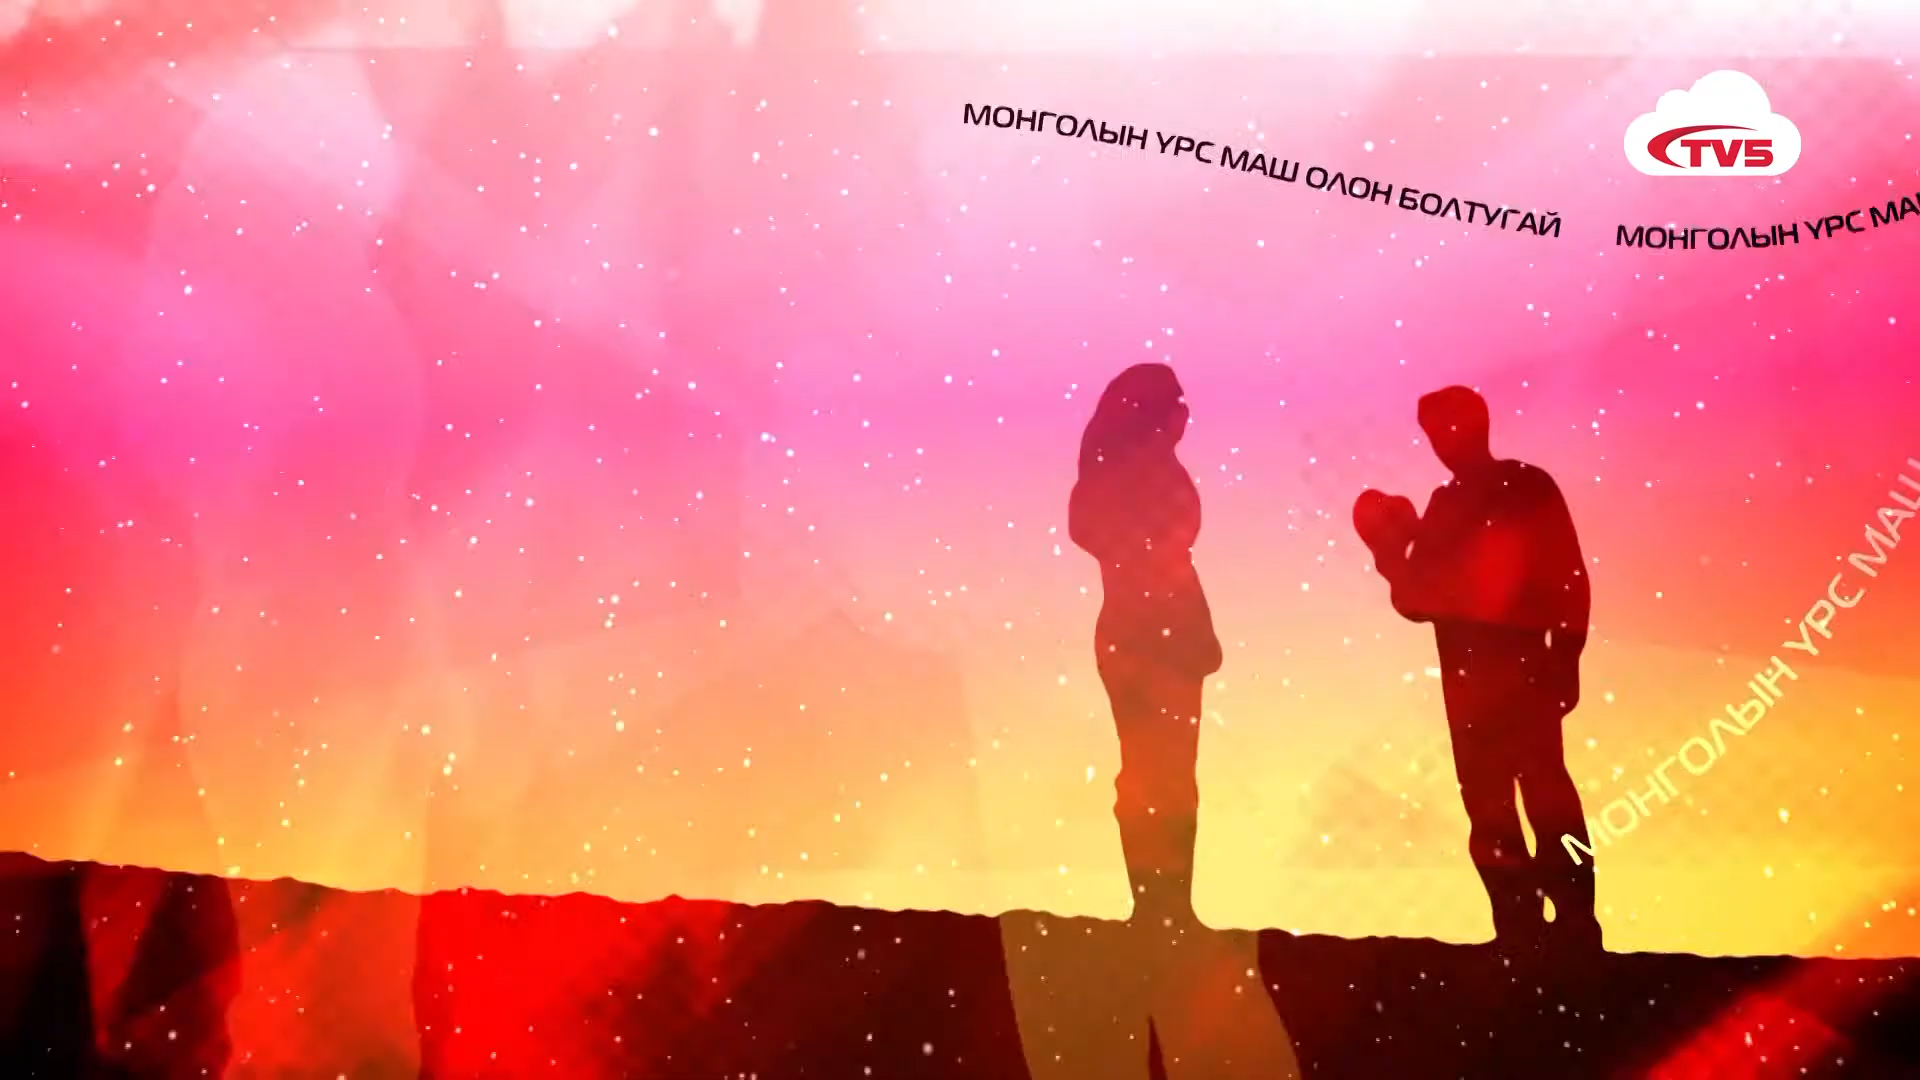 МОНГОЛЫН ҮРС МАШ ОЛОН БОЛТУГАЙ
TV5
МОНГОЛЫН ҮРС
МОНГОЛЫН ҮРС МАШ